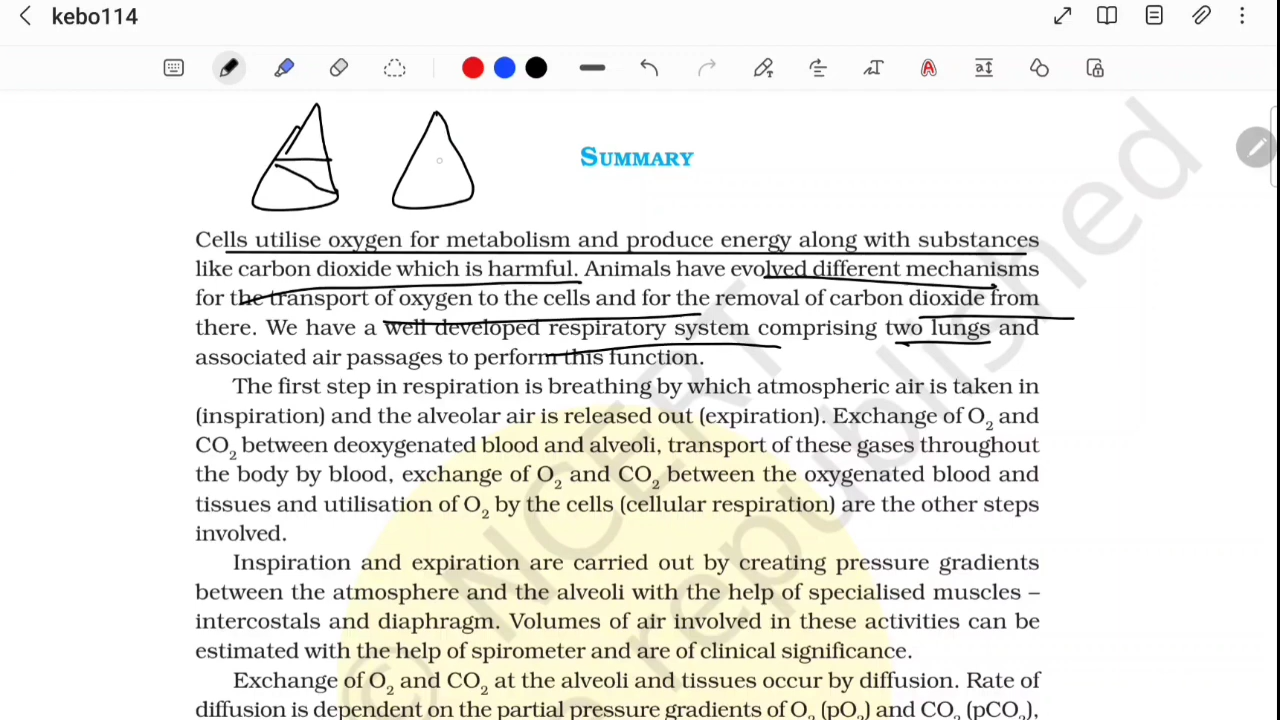 kebo114
SUMMARY
Cells utilise oxygen for metabolism and produce energy along with substances
like carbon dioxide which is harmful. Animals have evolved different mechanisms
for the transport of oxygen to the cells and for the removal of carbon dioxide from
there. We have a well developed respiratory system comprising two lungs and
associated air passages to perform this function.
The first step in respiration is breathing by which atmospheric air is taken in
(inspiration) and the alveolar air is released out (expiration). Exchange of O₂ and
CO₂ between deoxygenated blood and alveoli, transport of these gases throughout
the body by blood, exchange of O₂ and CO₂ between the oxygenated blood and
tissues and utilisation of O₂ by the cells (cellular respiration) are the other steps
involved.
Inspiration and expiration are carried out by creating pressure gradients
between the atmosphere and the alveoli with the help of specialised muscles –
intercostals and diaphragm. Volumes of air involved in these activities can be
estimated with the help of spirometer and are of clinical significance.
Exchange of O₂ and CO₂ at the alveoli and tissues occur by diffusion. Rate of
diffusion is dependent on the partial pressure gradients of O₂ (pO₂) and CO₂ (pCO₂),
© NCERT
republished